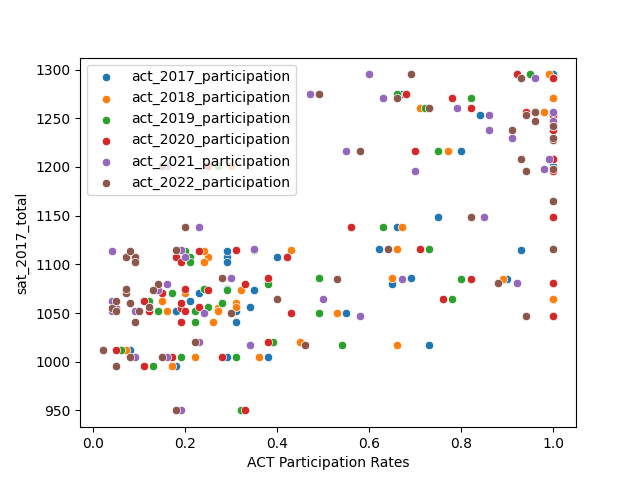 1300
1250
1200
1150
1100
1050
1000
950
sat_2017_total
act_2017_participation
act_2018_participation
act_2019_participation
act_2020_participation
act_2021_participation
act_2022_participation
0.0 0.2 0.4 0.6 0.8 1.0
ACT Participation Rates